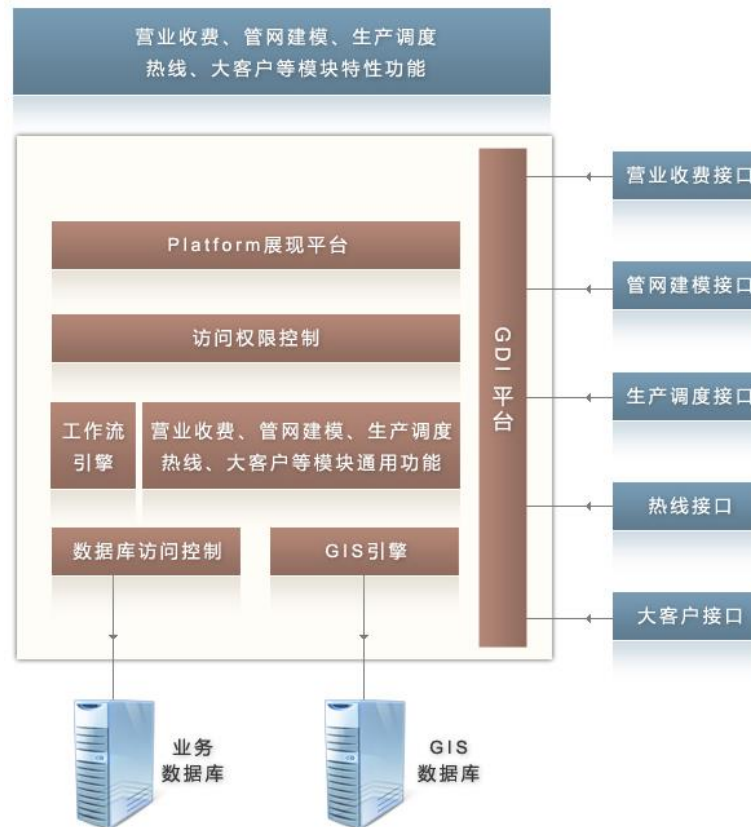 营业收费、管网建模、生产调度
热线、大客户等模块特性功能
营业收费接口
Platform展现平台
管网建模接口
访问权限控制
GDI平台
生产调度接口
工作流
引擎
营业收费、管网建模、生产调度
热线、大客户等模块通用功能
热线接口
数据库访问控制
GIS引擎
大客户接口
业务
数据库
GIS
数据库